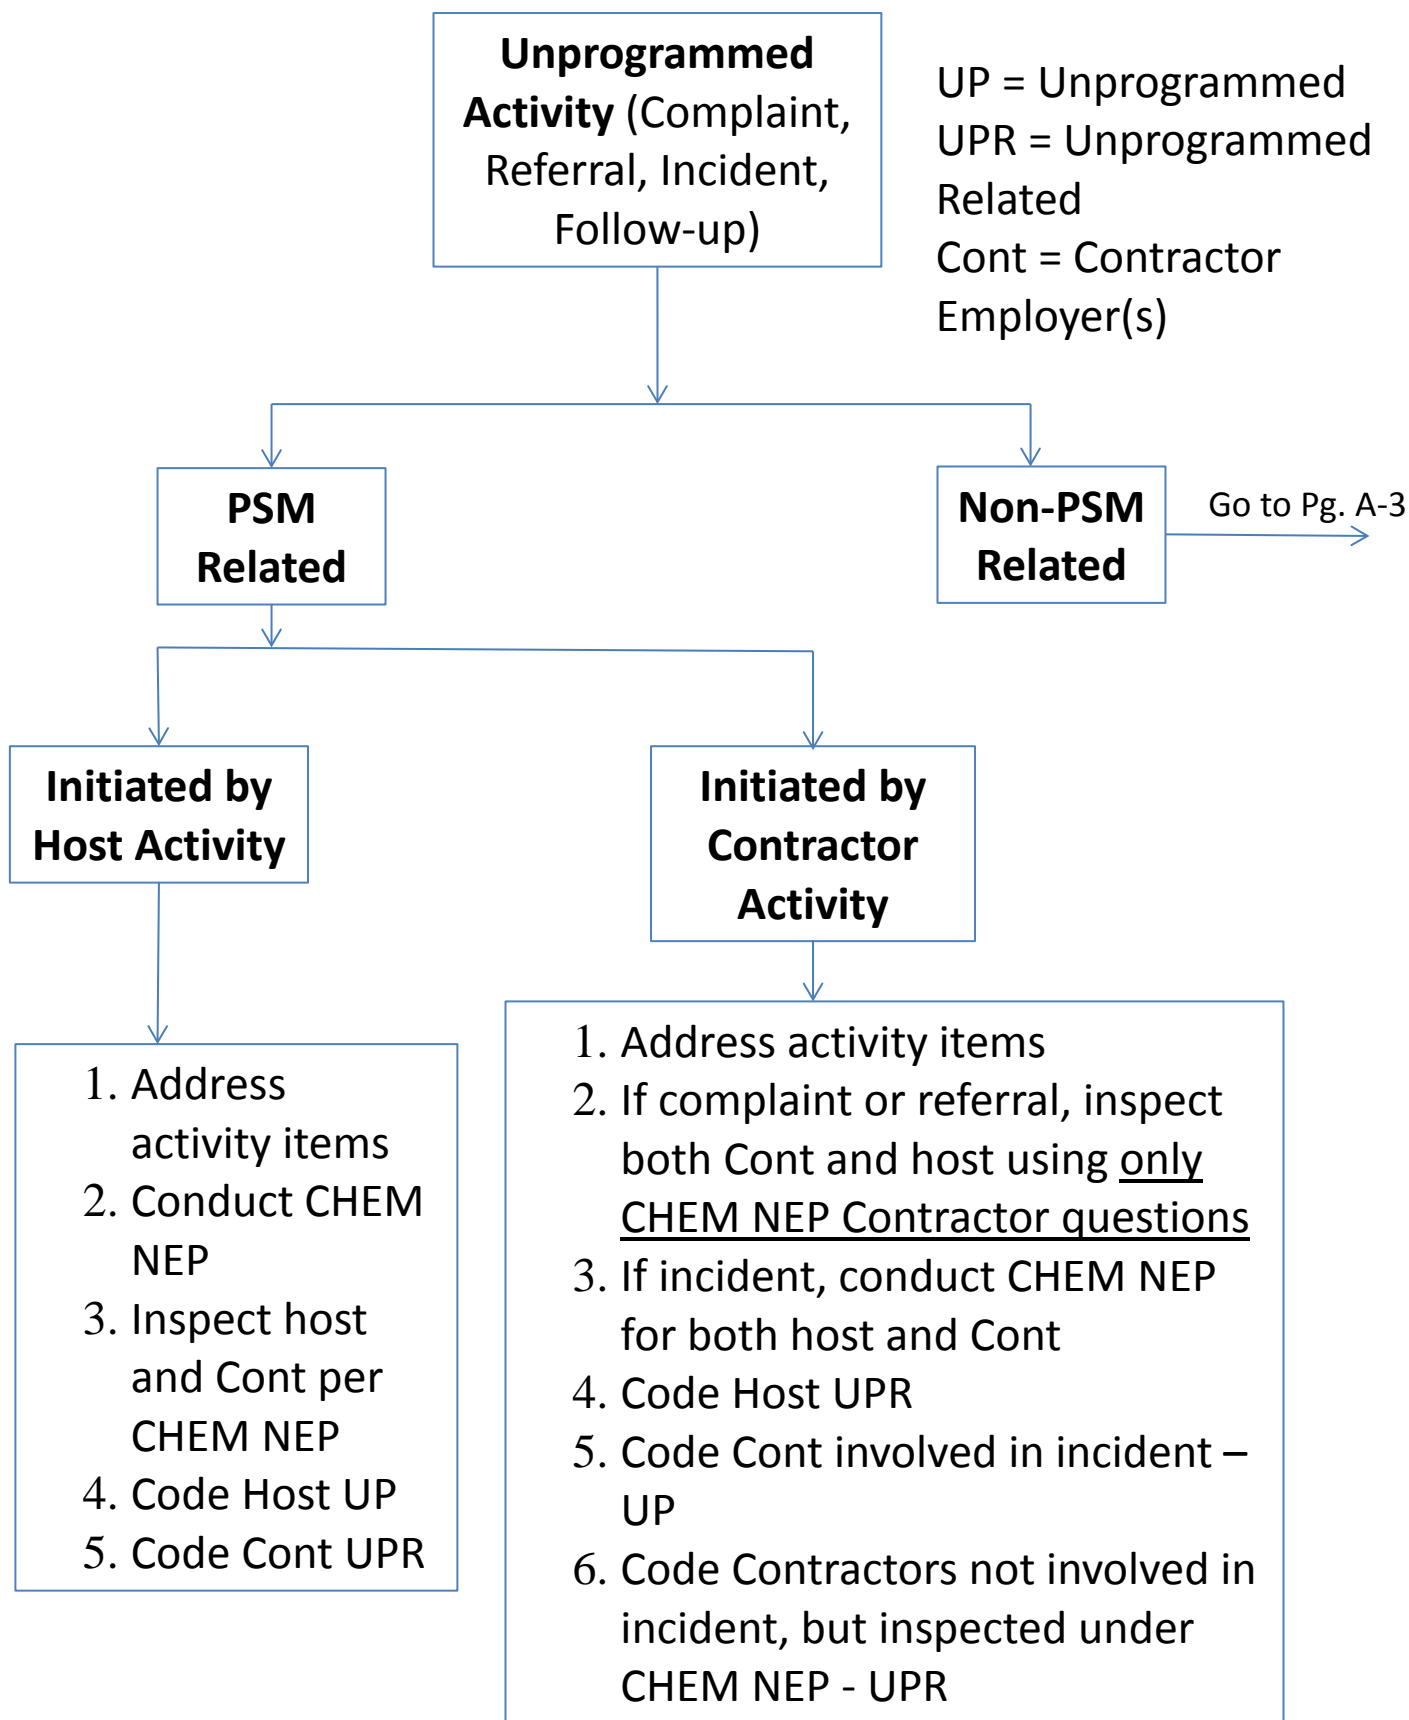 Unprogrammed
Activity (Complaint,
Referral, Incident,
Follow-up)
UP = Unprogrammed
UPR = Unprogrammed
Related
Cont = Contractor
Employer(s)
PSM
Related
Non-PSM
Related
Go to Pg. A-3
Initiated by
Host Activity
Initiated by
Contractor
Activity
1. Address
activity items
2. Conduct CHEM
NEP
3. Inspect host
and Cont per
CHEM NEP
4. Code Host UP
5. Code Cont UPR
1. Address activity items
2. If complaint or referral, inspect
both Cont and host using only
CHEM NEP Contractor questions
3. If incident, conduct CHEM NEP
for both host and Cont
4. Code Host UPR
5. Code Cont involved in incident –
UP
6. Code Contractors not involved in
incident, but inspected under
CHEM NEP - UPR